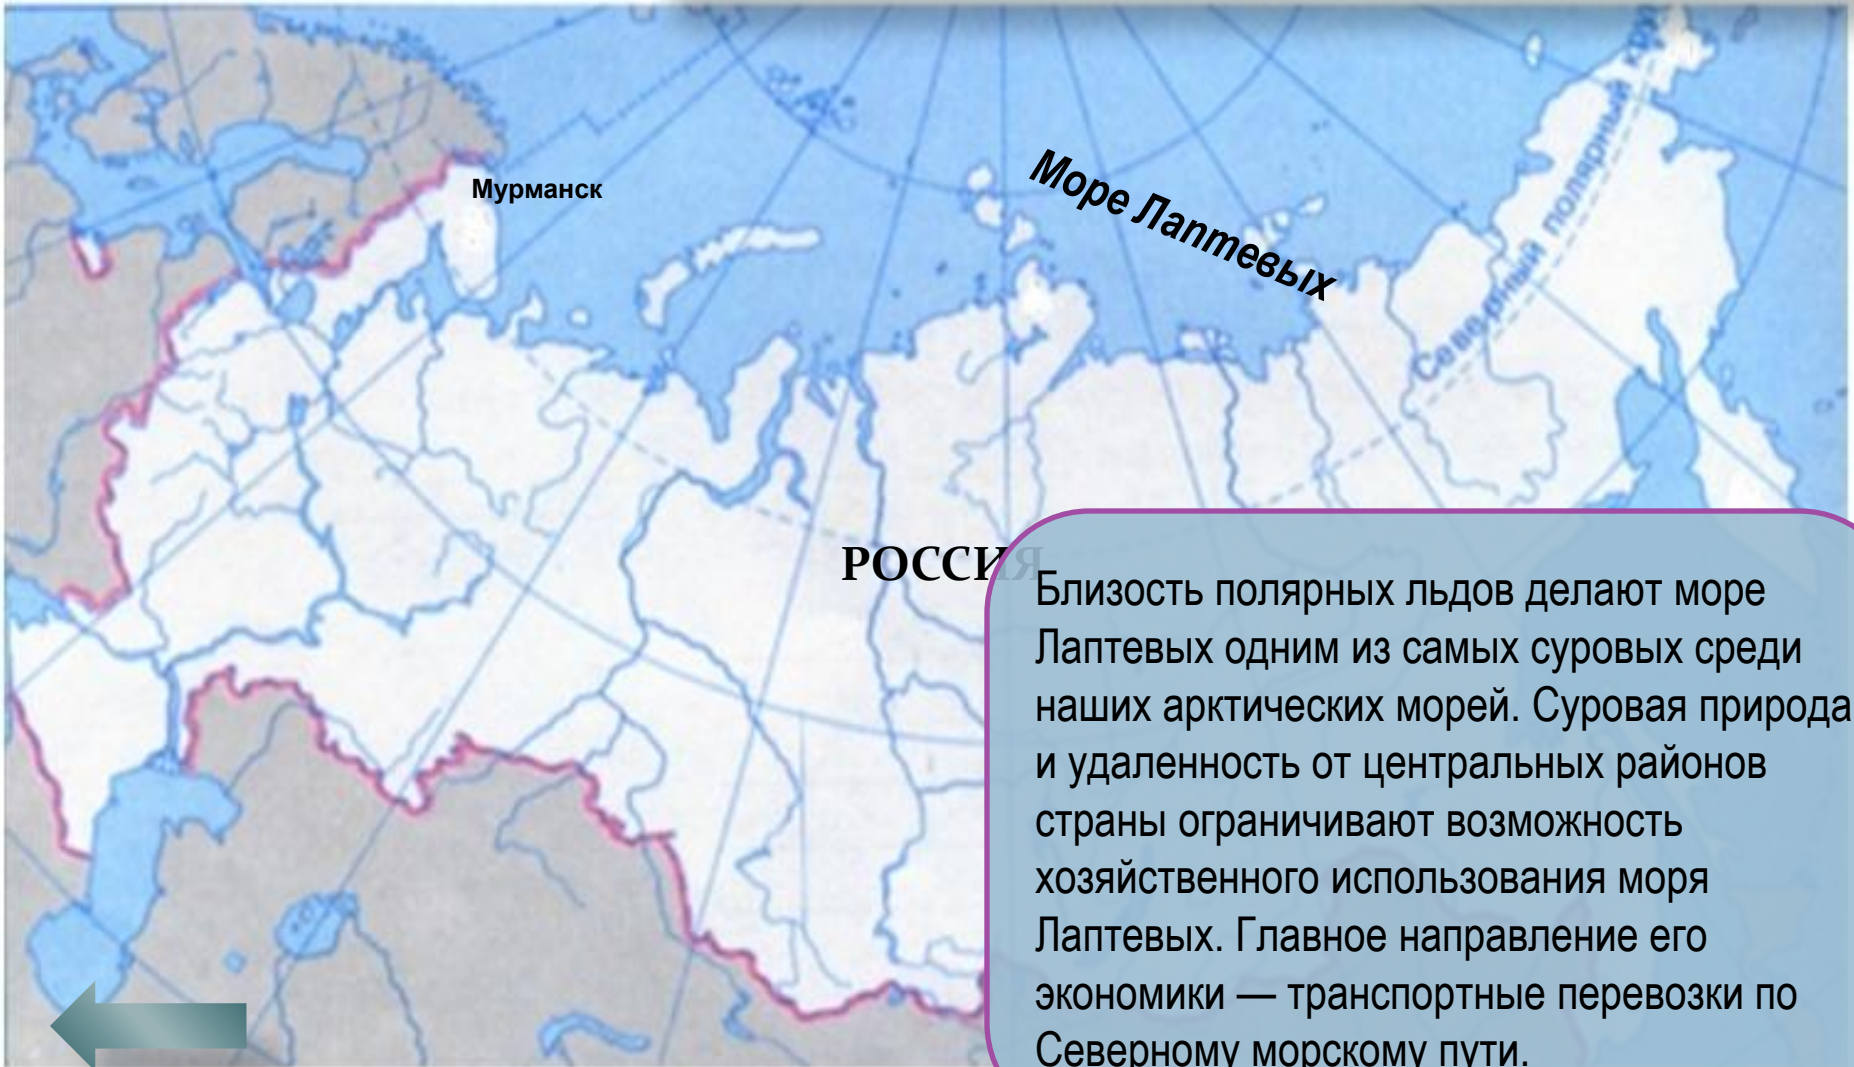 Мурманск
Море Лаптевых
Северный полярный круг
РОССИЯ
Близость полярных льдов делают море
Лаптевых одним из самых суровых среди
наших арктических морей. Суровая природа
и удаленность от центральных районов
страны ограничивают возможность
хозяйственного использования моря
Лаптевых. Главное направление его
экономики — транспортные перевозки по
Северному морскому пути.